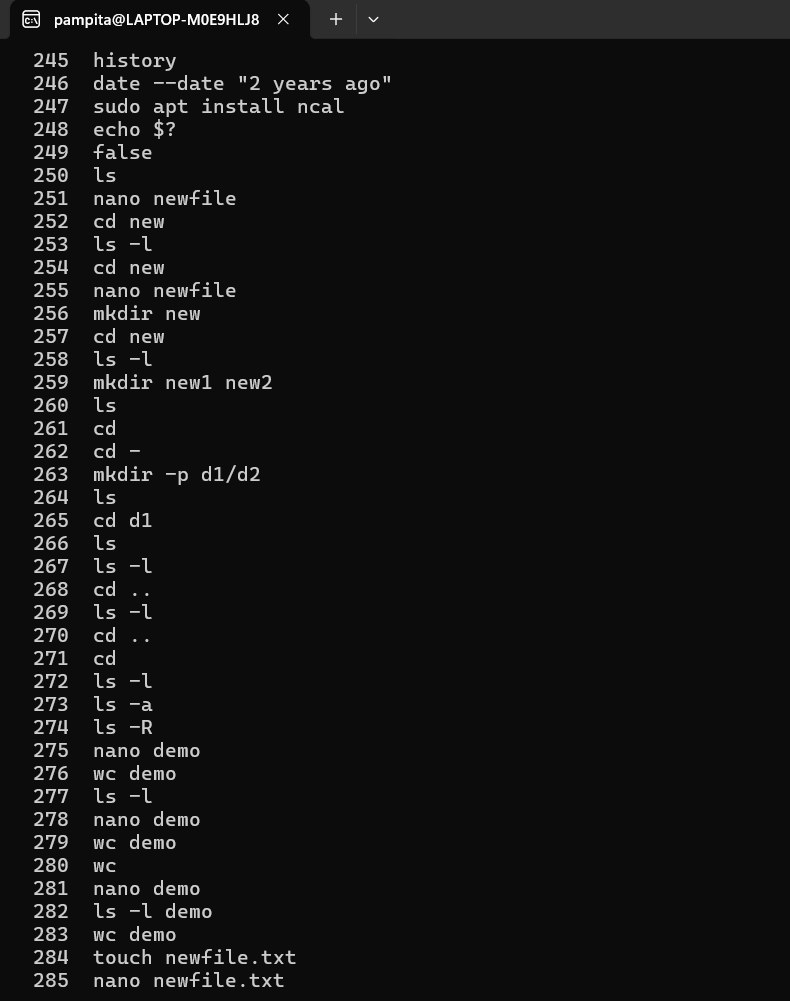 pampita@LAPTOP-M0E9HLJ8
245 history
246 date --date "2 years ago"
247 sudo apt install ncal
248 echo $?
249 false
250 ls
251 nano newfile
252 cd new
253 ls -l
254 cd new
255 nano newfile
256 mkdir new
257 cd new
258 ls -l
259 mkdir new1 new2
260 ls
261 cd
262 cd -
263 mkdir -p d1/d2
264 ls
265 cd d1
266 ls
267 ls -l
268 cd ..
269 ls -l
270 cd ..
271 cd
272 ls -l
273 ls -a
274 ls -R
275 nano demo
276 wc demo
277 ls -l
278 nano demo
279 wc demo
280 wc
281 nano demo
282 ls -l demo
283 wc demo
284 touch newfile.txt
285 nano newfile.txt